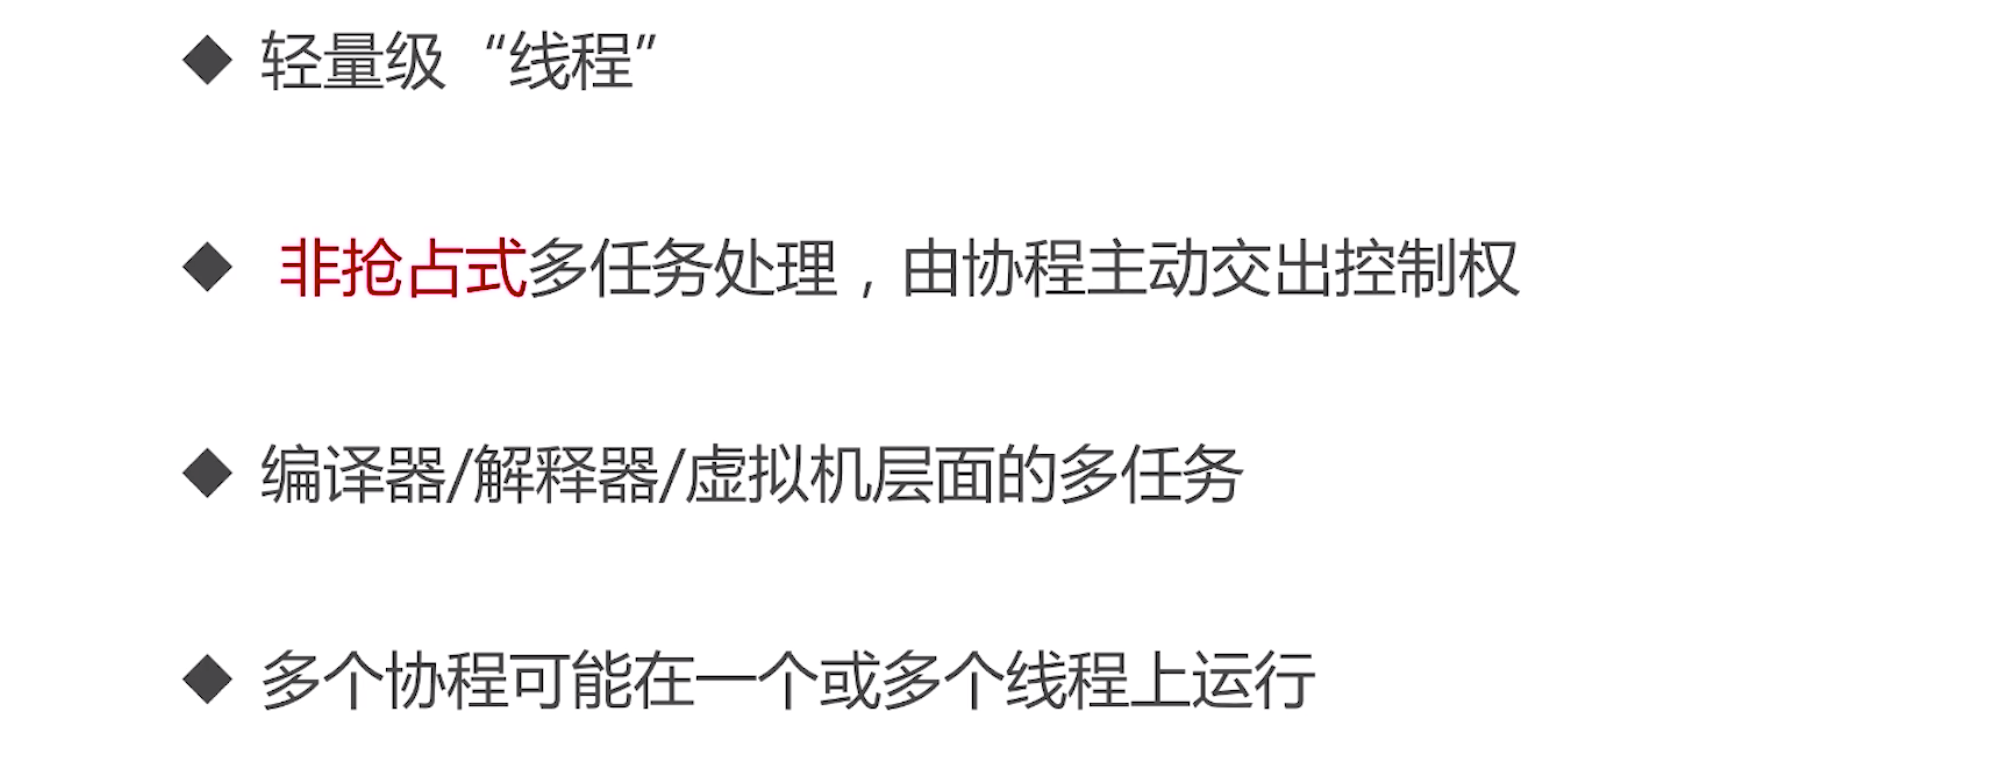 ◆ 轻量级“线程”
◆ 非抢占式多任务处理，由协程主动交出控制权
◆ 编译器/解释器/虚拟机层面的多任务
◆ 多个协程可能在一个或多个线程上运行